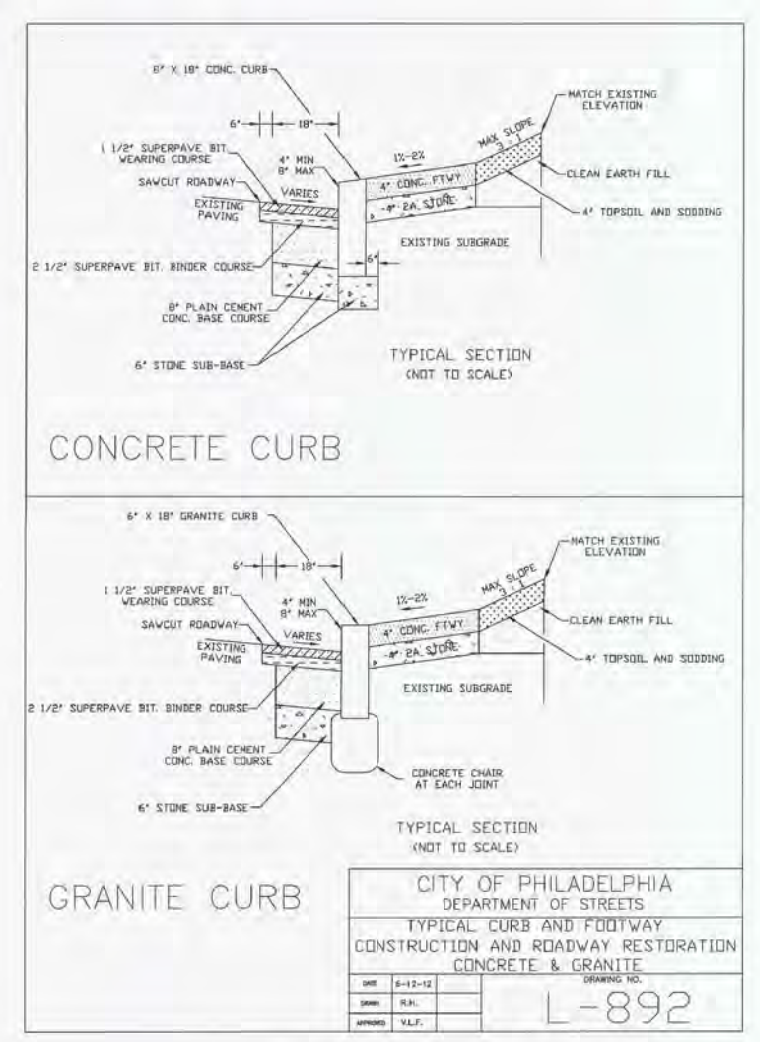 6" X 18" CONC. CURB
6"
18"
1 1/2" SUPERPAVE BIT.
WEARING COURSE
SAWCUT ROADWAY
EXISTING
PAVING
4" MIN
8" MAX
VARIES
1%-2%
MAX SLOPE
3 : 1
MATCH EXISTING
ELEVATION
CLEAN EARTH FILL
4" TOPSOIL AND SODDING
4" CONC. FTWY
4" 2A STONE
EXISTING SUBGRADE
6"
2 1/2" SUPERPAVE BIT. BINDER COURSE
8" PLAIN CEMENT
CONC. BASE COURSE
6" STONE SUB-BASE
TYPICAL SECTION
(NOT TO SCALE)
CONCRETE CURB
6" X 18" GRANITE CURB
6"
18"
1 1/2" SUPERPAVE BIT.
WEARING COURSE
SAWCUT ROADWAY
EXISTING
PAVING
4" MIN
8" MAX
VARIES
1%-2%
MAX SLOPE
3 : 1
MATCH EXISTING
ELEVATION
CLEAN EARTH FILL
4" TOPSOIL AND SODDING
4" CONC. FTWY
4" 2A STONE
EXISTING SUBGRADE
2 1/2" SUPERPAVE BIT. BINDER COURSE
8" PLAIN CEMENT
CONC. BASE COURSE
6" STONE SUB-BASE
CONCRETE CHAIR
AT EACH JOINT
TYPICAL SECTION
(NOT TO SCALE)
GRANITE CURB
CITY OF PHILADELPHIA
DEPARTMENT OF STREETS
TYPICAL CURB AND FOOTWAY
CONSTRUCTION AND ROADWAY RESTORATION
CONCRETE & GRANITE
DATE 6-12-12
DRAWN R.H.
APPROVED V.L.F.
DRAWING NO.
L-892